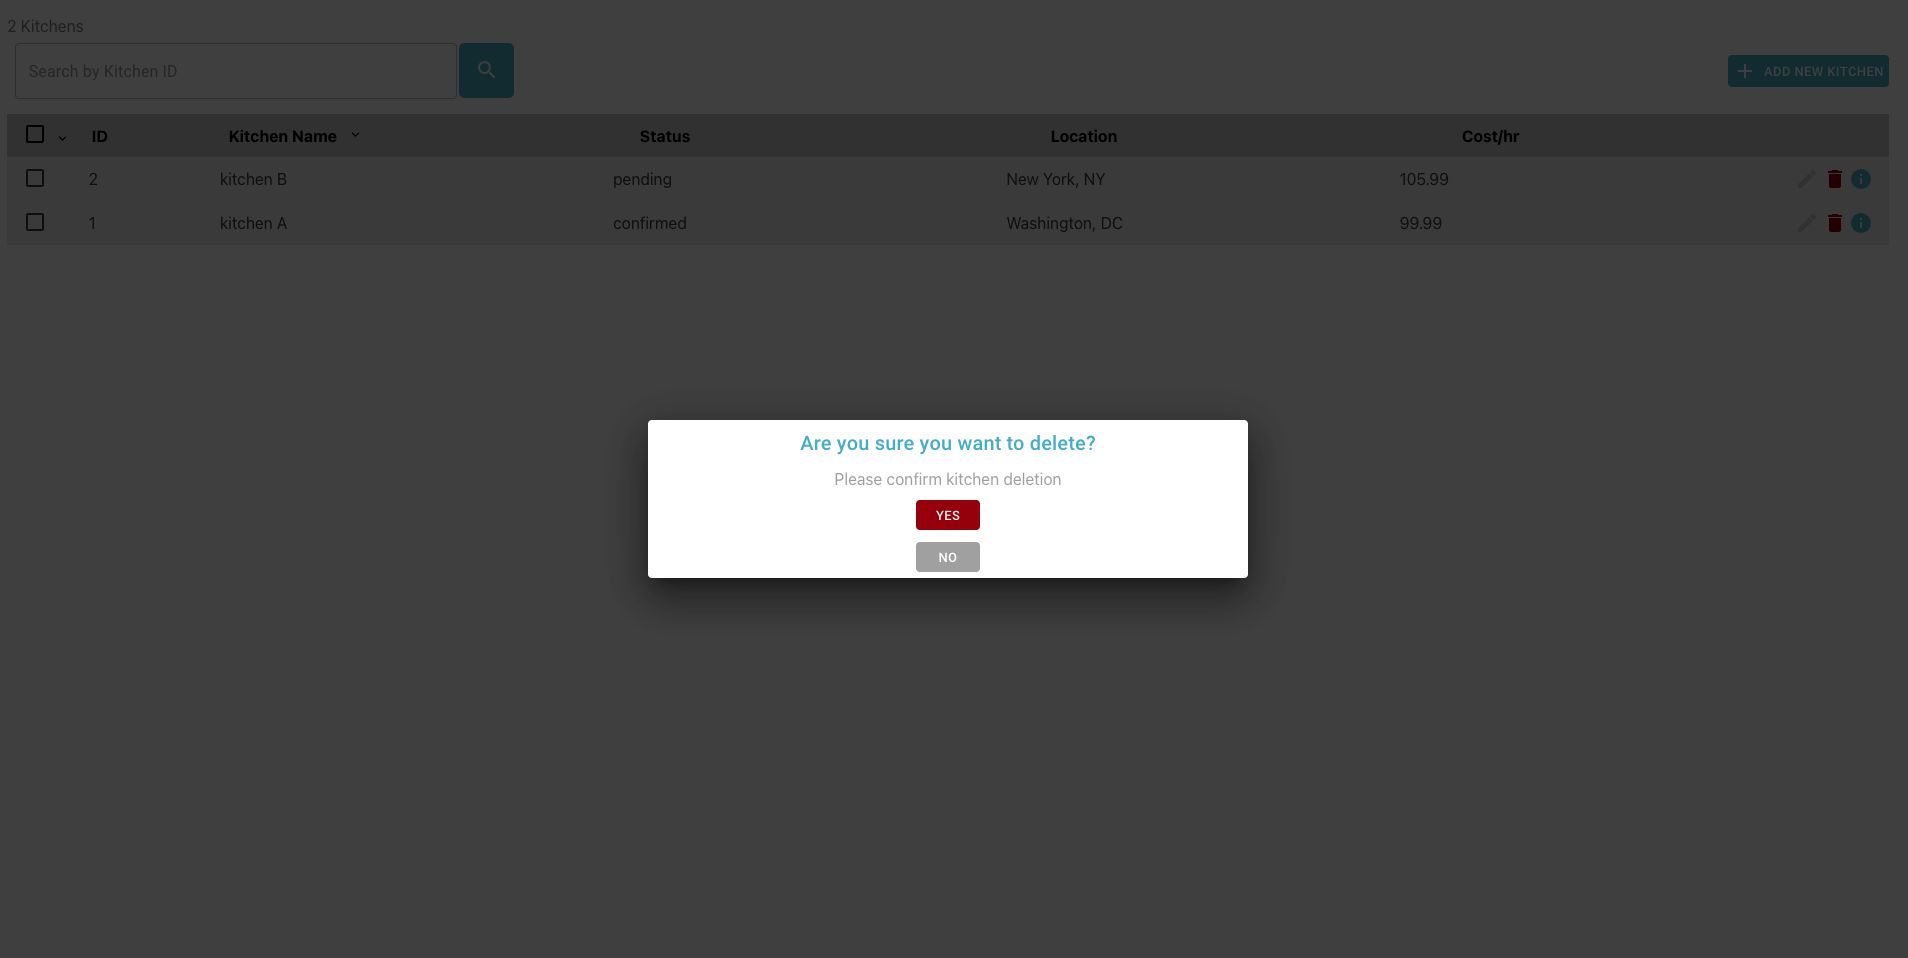 2 Kitchens
Search by Kitchen ID
ADD NEW KITCHEN
ID Kitchen Name Status Location Cost/hr
2 kitchen B pending New York, NY 105.99
1 kitchen A confirmed Washington, DC 99.99
Are you sure you want to delete?
Please confirm kitchen deletion
YES
NO